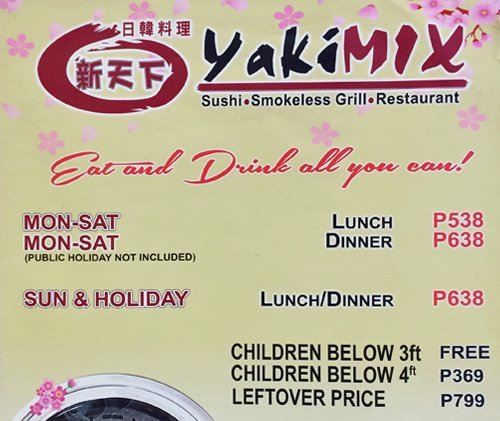 日韓料理
新天下
YakiMIX
Sushi•Smokeless Grill•Restaurant
Eat and Drink all you can!
MON-SAT LUNCH P538
MON-SAT DINNER P638
(PUBLIC HOLIDAY NOT INCLUDED)
SUN & HOLIDAY LUNCH/DINNER P638
CHILDREN BELOW 3ft FREE
CHILDREN BELOW 4ft P369
LEFTOVER PRICE P799